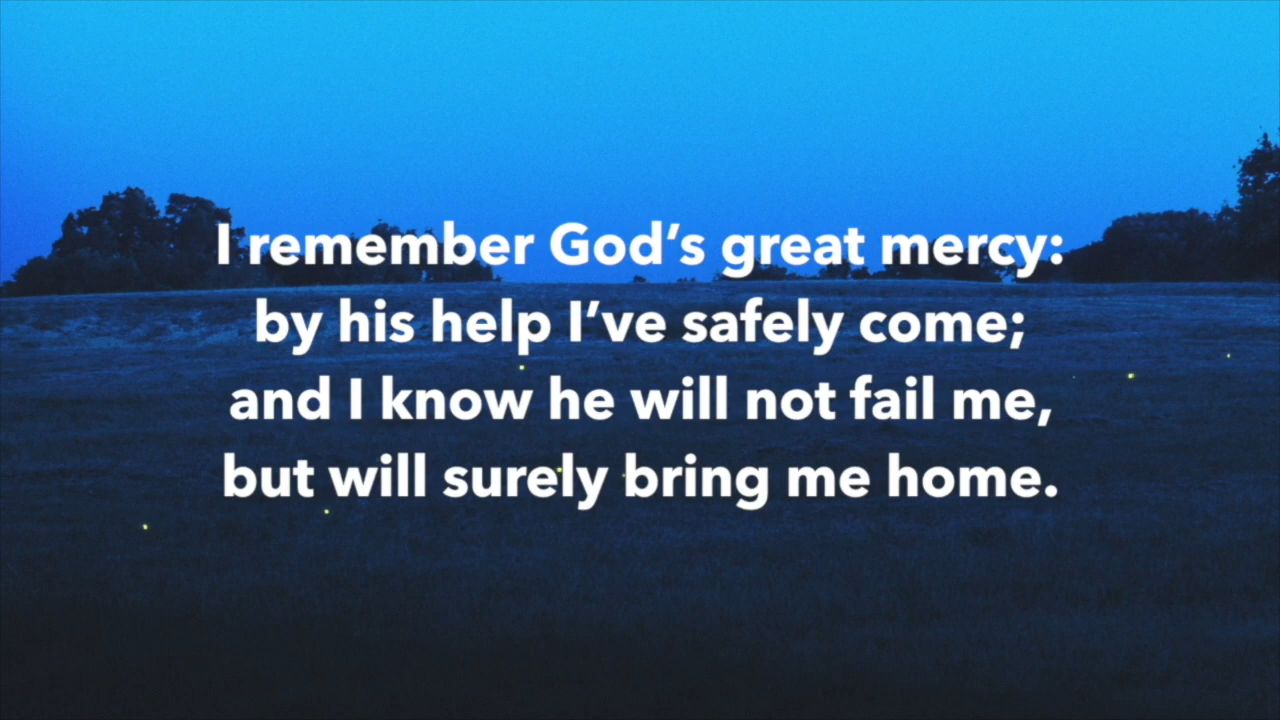 I remember God’s great mercy:
by his help I’ve safely come;
and I know he will not fail me,
but will surely bring me home.